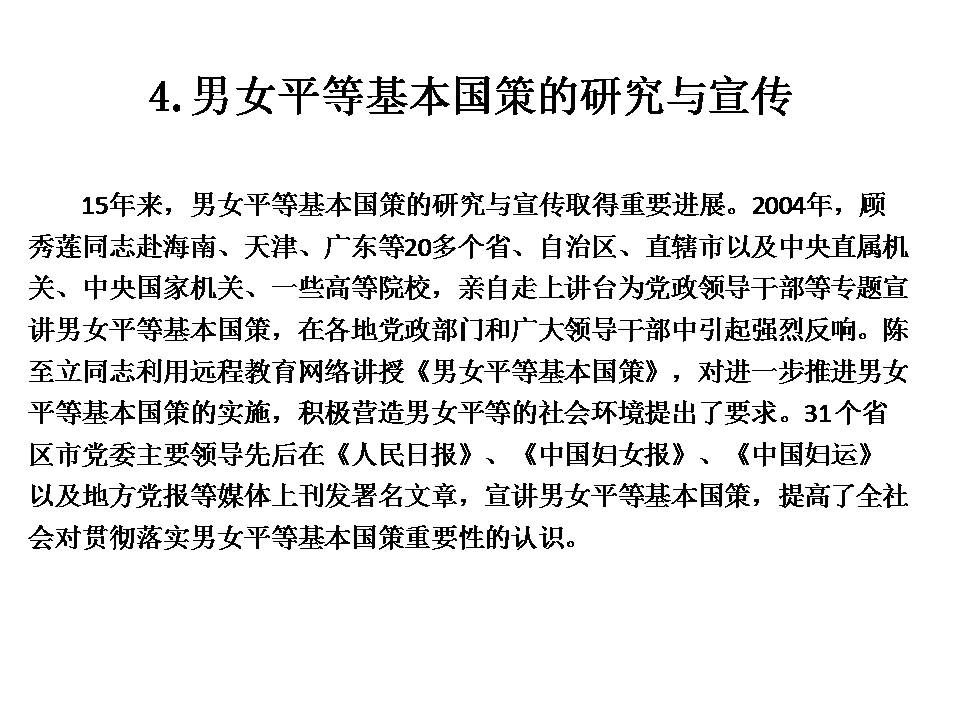 4.男女平等基本国策的研究与宣传
15年来，男女平等基本国策的研究与宣传取得重要进展。2004年，顾
秀莲同志赴海南、天津、广东等20多个省、自治区、直辖市以及中央直属机
关、中央国家机关、一些高等院校，亲自走上讲台为党政领导干部等专题宣
讲男女平等基本国策，在各地党政部门和广大领导干部中引起强烈反响。陈
至立同志利用远程教育网络讲授《男女平等基本国策》，对进一步推进男女
平等基本国策的实施，积极营造男女平等的社会环境提出了要求。31个省
区市党委主要领导先后在《人民日报》、《中国妇女报》、《中国妇运》
以及地方党报等媒体上刊发署名文章，宣讲男女平等基本国策，提高了全社
会对贯彻落实男女平等基本国策重要性的认识。